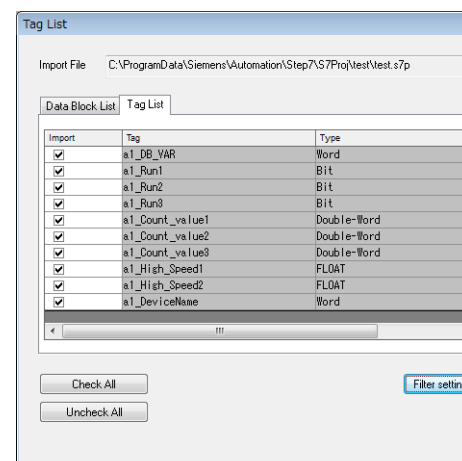 Tag List
Import File C:\ProgramData\Siemens\Automation\Step7\S7Proj\test\test.s7p
Data Block List Tag List
Import Tag Type
a1_DB_VAR Word
a1_Run1 Bit
a1_Run2 Bit
a1_Run3 Bit
a1_Count_value1 Double-Word
a1_Count_value2 Double-Word
a1_Count_value3 Double-Word
a1_High_Speed1 FLOAT
a1_High_Speed2 FLOAT
a1_DeviceName Word
Check All Filter settin
Uncheck All